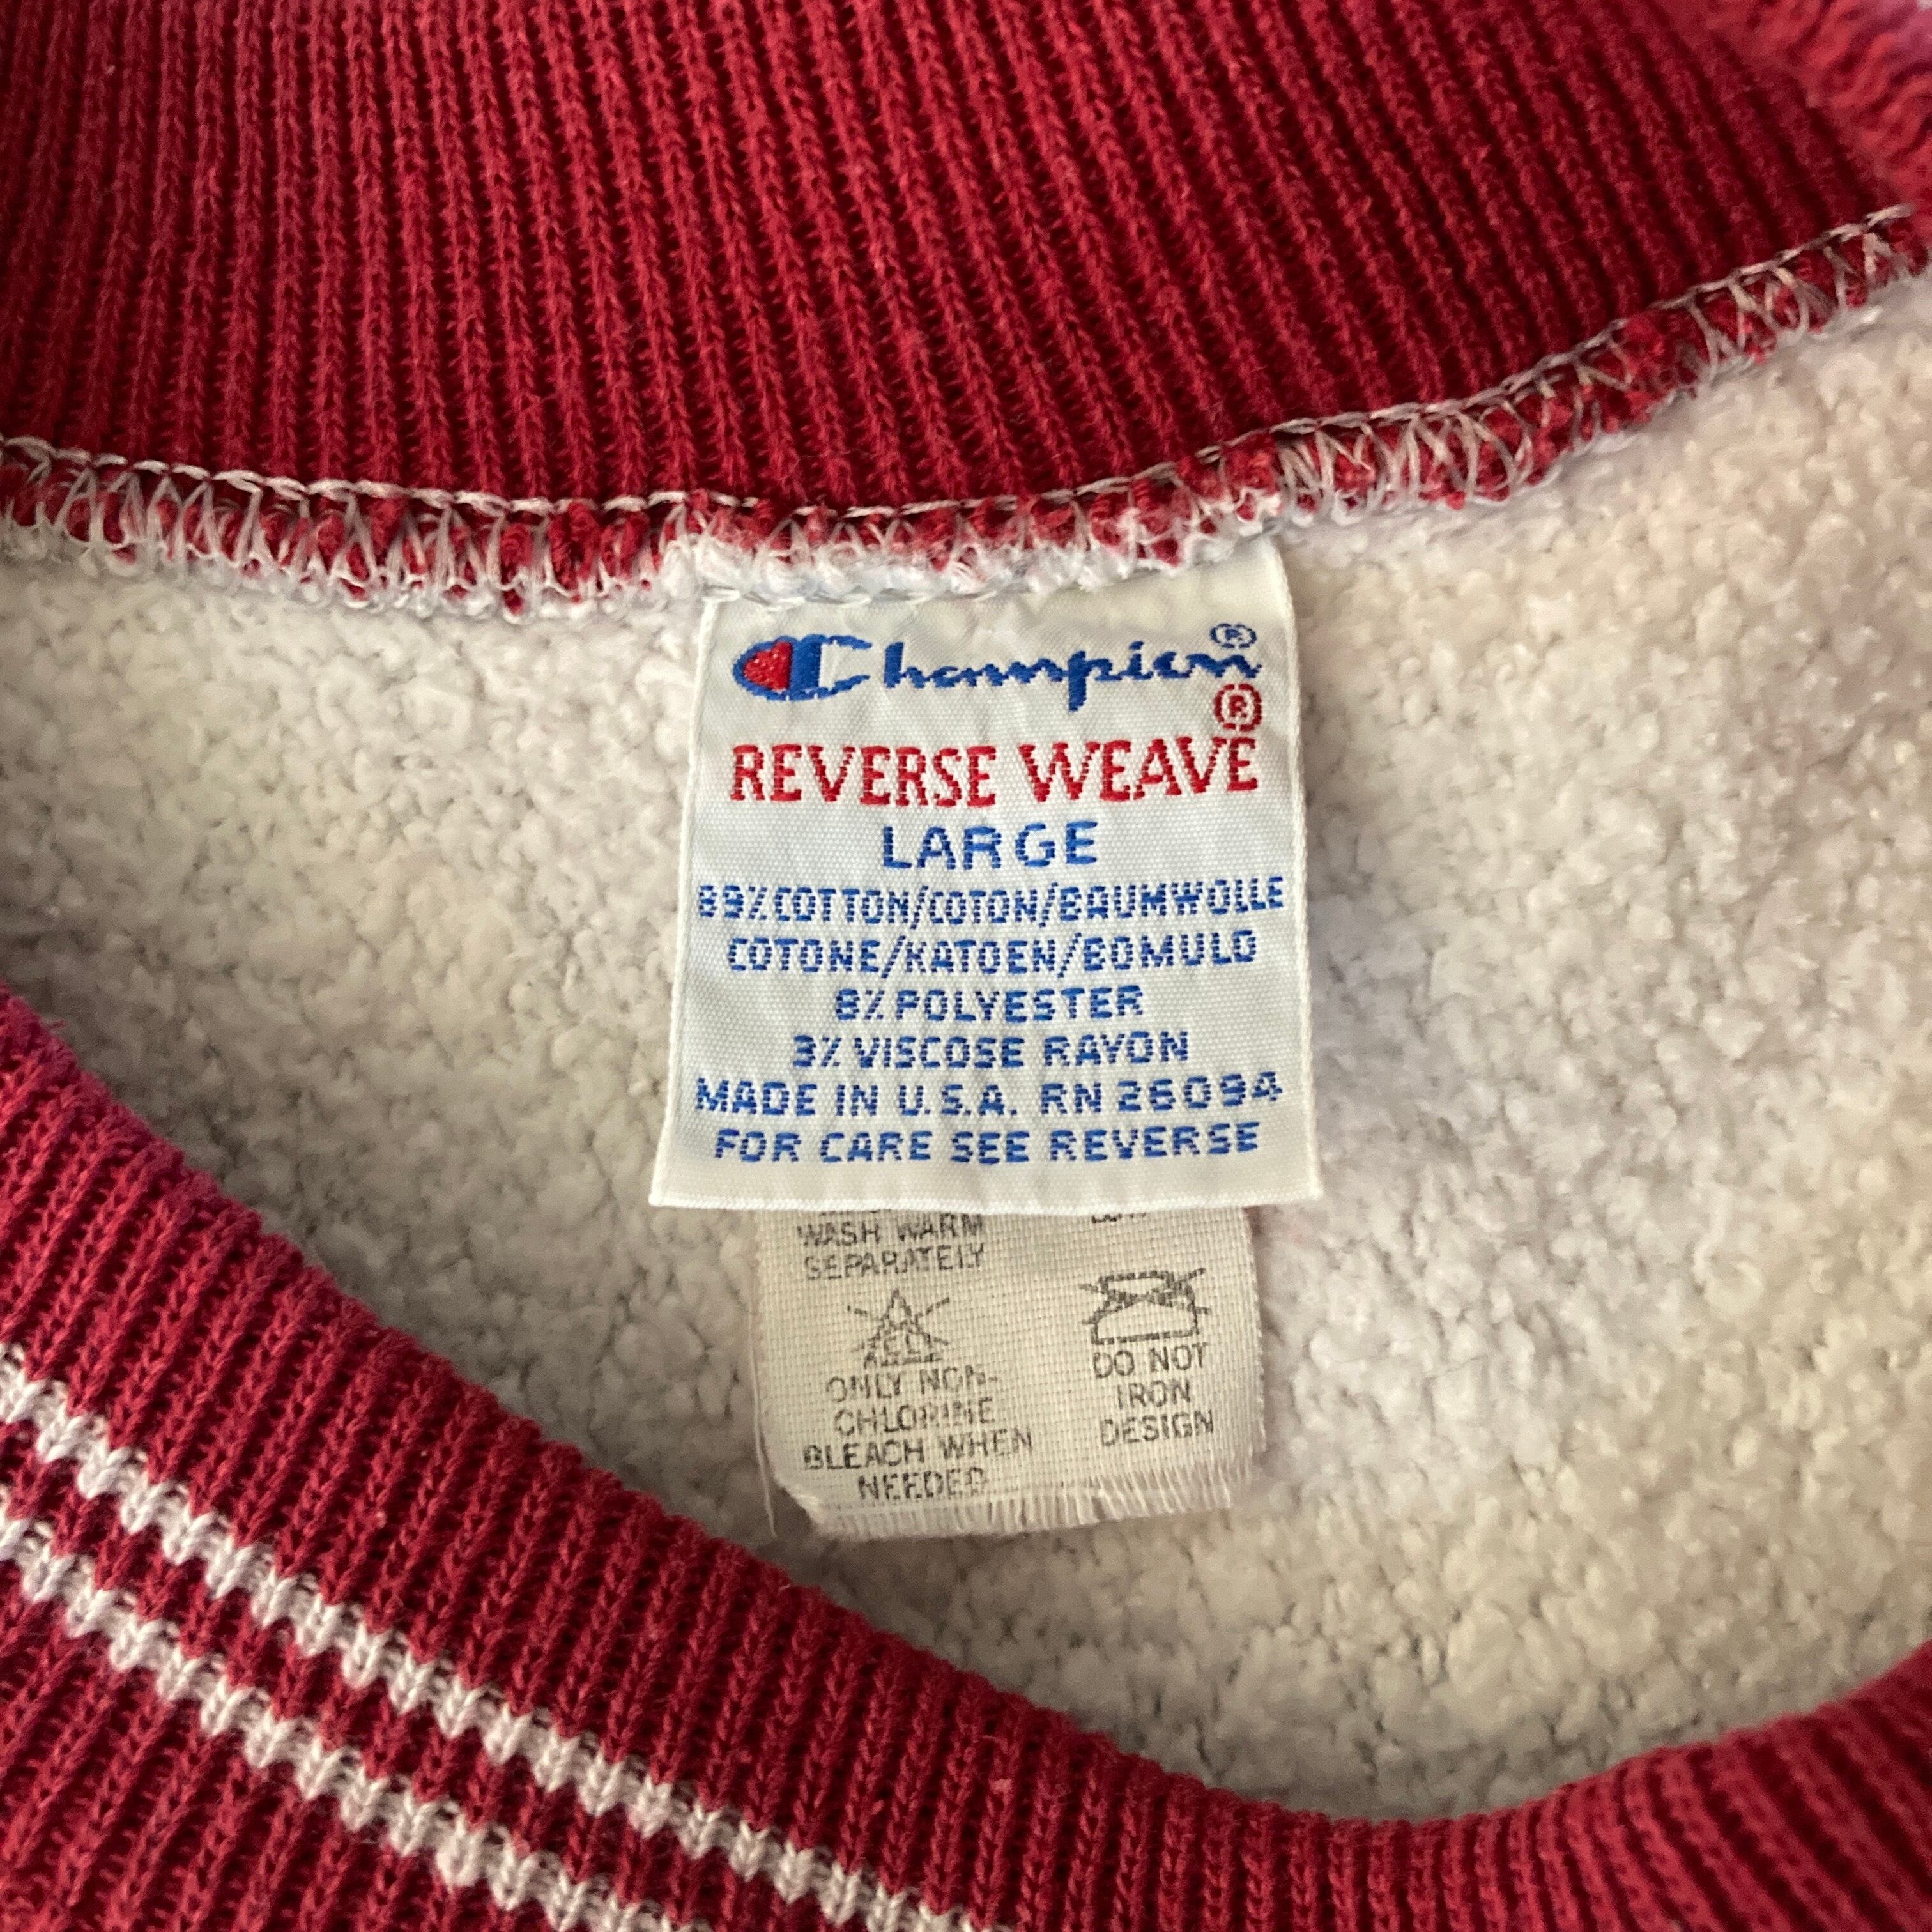 Champion®
REVERSE WEAVE®
LARGE
89% COTTON/COTON/BAUMWOLLE
COTONE/KATOEN/BOMULD
8% POLYESTER
3% VISCOSE RAYON
MADE IN U.S.A. RN 26094
FOR CARE SEE REVERSE
WASH WARM
SEPARATELY
CL
ONLY NON-
CHLORINE
BLEACH WHEN
NEEDED
DO NOT
IRON
DESIGN